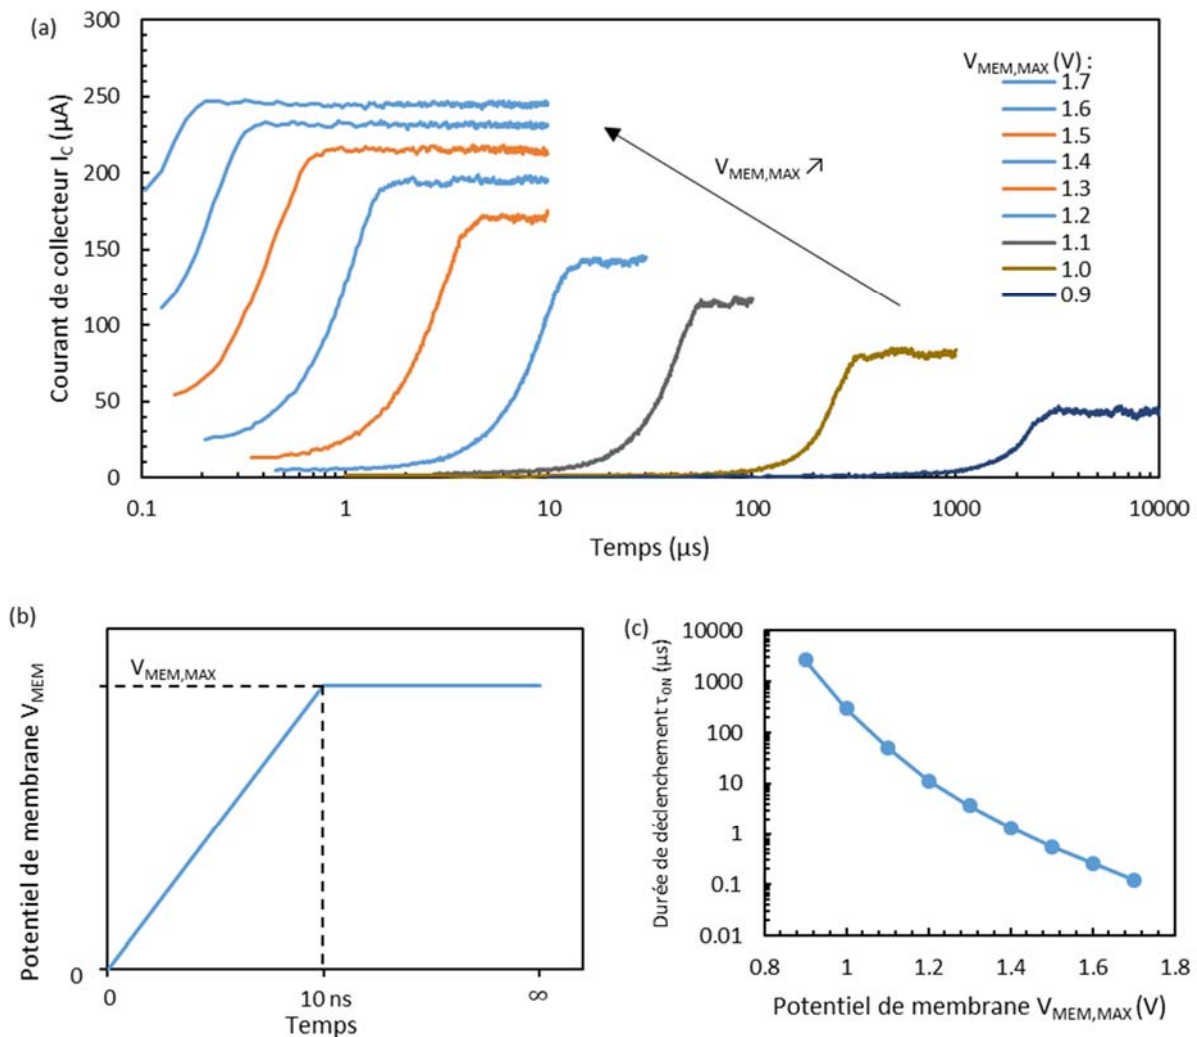 (a)
Courant de collecteur I_C (µA)
300
250
200
150
100
50
0
V_MEM,MAX (V) :
1.7
1.6
1.5
1.4
1.3
1.2
1.1
1.0
0.9
V_MEM,MAX ↗
0.1 1 10 100 1000 10000
Temps (µs)
(b)
Potentiel de membrane V_MEM
V_MEM,MAX
0
0 10 ns ∞
Temps
(c)
Durée de déclenchement τ_ON (µs)
10000
1000
100
10
1
0.1
0.01
0.8 1 1.2 1.4 1.6 1.8
Potentiel de membrane V_MEM,MAX (V)